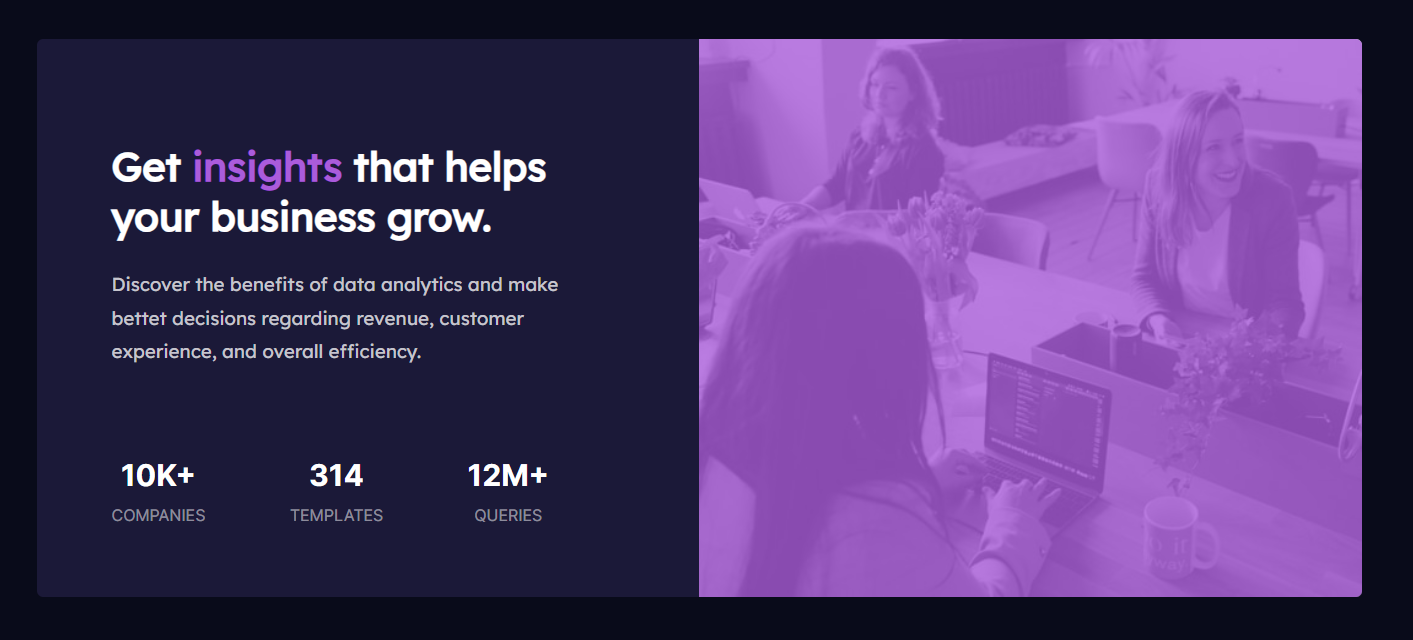 Get insights that helps
your business grow.
Discover the benefits of data analytics and make
bettet decisions regarding revenue, customer
experience, and overall efficiency.
10K+ 314 12M+
COMPANIES TEMPLATES QUERIES